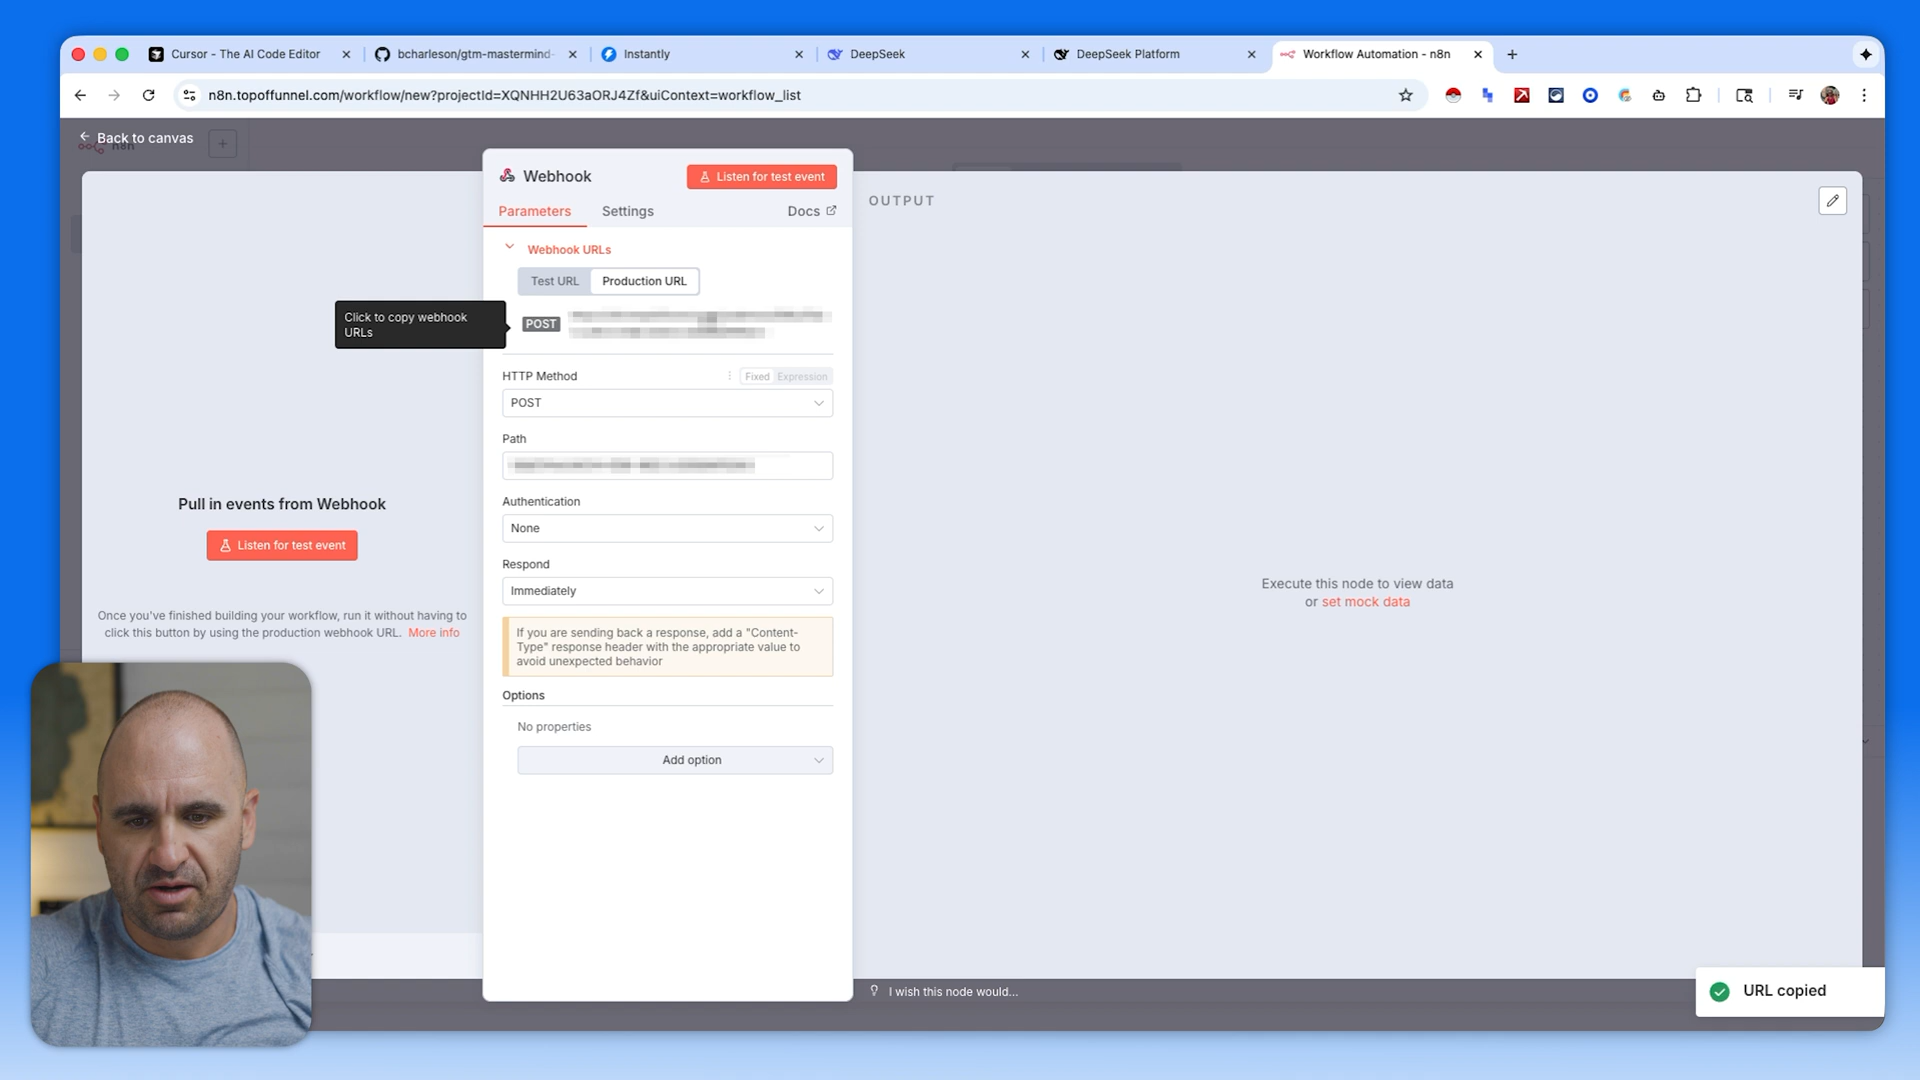 Cursor - The AI Code Editor
bcharleson/gtm-mastermind-
Instantly
DeepSeek
DeepSeek Platform
Workflow Automation - n8n
n8n.topoffunnel.com/workflow/new?projectId=XQNHH2U63aORJ4Zf&uiContext=workflow_list
Back to canvas
n8n
Webhook
Listen for test event
OUTPUT
Parameters
Settings
Docs
Webhook URLs
Test URL
Production URL
Click to copy webhook
URLs
POST
HTTP Method
Fixed
Expression
POST
Path
Authentication
None
Respond
Immediately
If you are sending back a response, add a "Content-
Type" response header with the appropriate value to
avoid unexpected behavior
Options
No properties
Add option
Pull in events from Webhook
Listen for test event
Once you've finished building your workflow, run it without having to
click this button by using the production webhook URL. More info
Execute this node to view data
or set mock data
I wish this node would...
URL copied